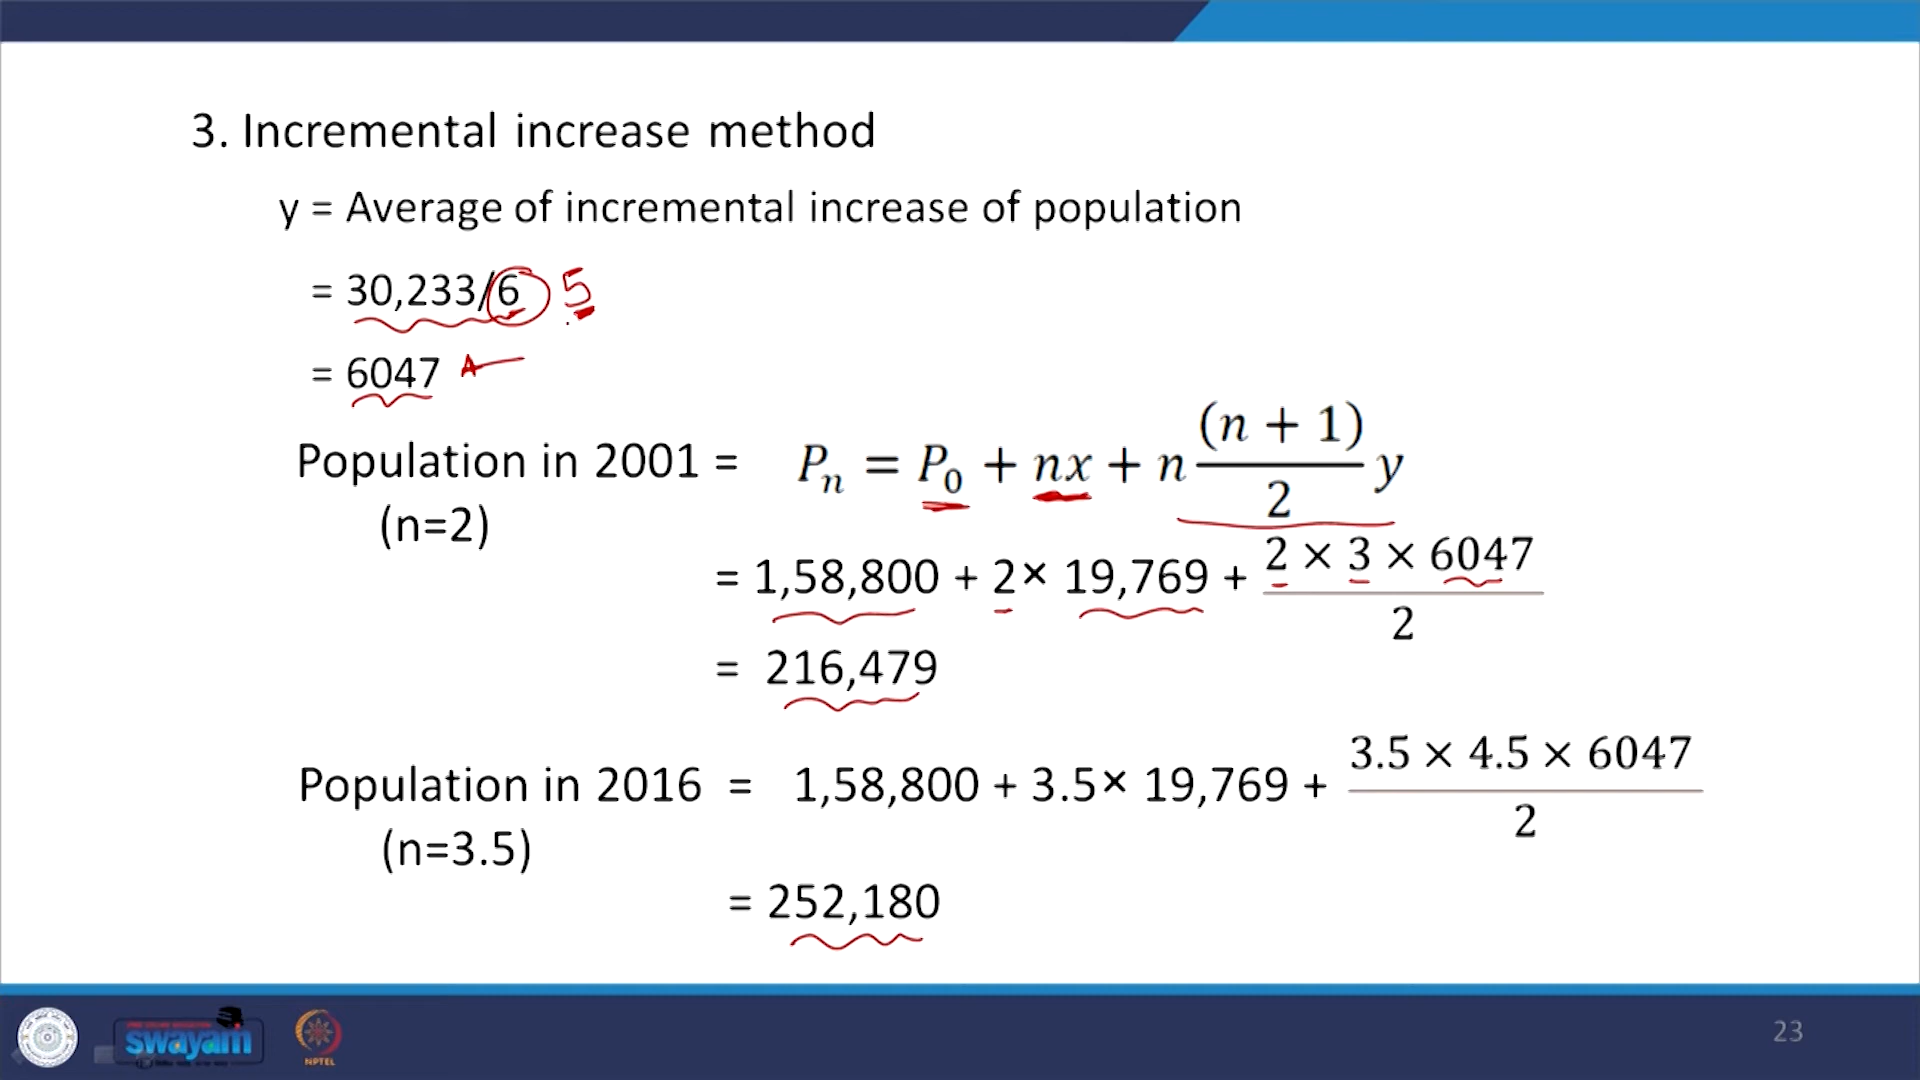 3. Incremental increase method
y = Average of incremental increase of population
= 30,233/6 5
= 6047
Population in 2001 = Pn = P0 + nx + n (n + 1)/2 y
(n=2)
= 1,58,800 + 2× 19,769 + 2 × 3 × 6047/2
= 216,479
Population in 2016 = 1,58,800 + 3.5× 19,769 + 3.5 × 4.5 × 6047/2
(n=3.5)
= 252,180
swayam
NPTEL
23